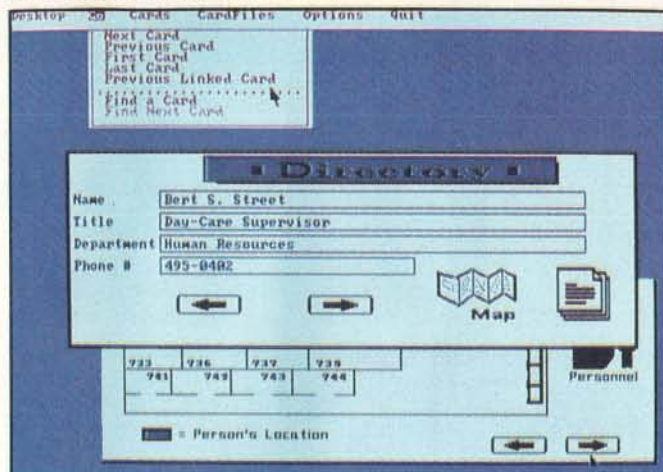 Desktop Cards CardFiles Options Quit
Next Card
Previous Card
First Card
Last Card
Previous Linked Card
Find a Card
Find Next Card
▪ Directory ▪
Name Bert S. Street
Title Day-Care Supervisor
Department Human Resources
Phone # 495-0402
Map
733 736 737
741 742 743 744
Personnel
= Person's Location